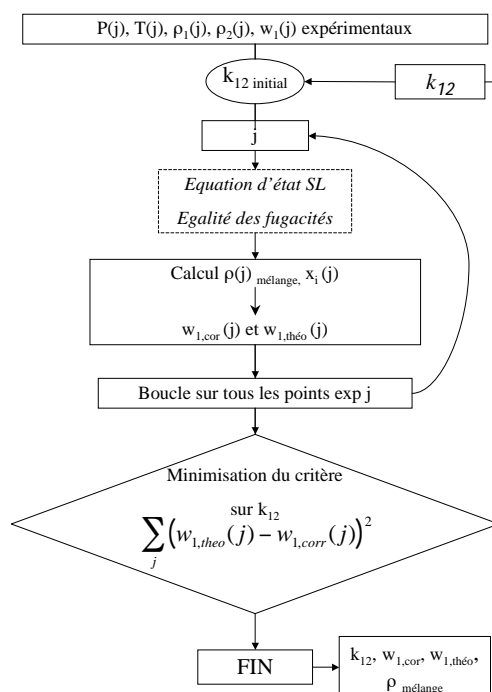 P(j), T(j), ρ₁(j), ρ₂(j), w₁(j) expérimentaux
k₁₂ initial
k₁₂
j
Equation d'état SL
Egalité des fugacités
Calcul ρ(j) mélange, xᵢ(j)
w₁,cor(j) et w₁,théo(j)
Boucle sur tous les points exp j
Minimisation du critère
sur k₁₂
∑ⱼ(w₁,theo(j) − w₁,corr(j))²
FIN
k₁₂, w₁,cor, w₁,théo,
ρ mélange